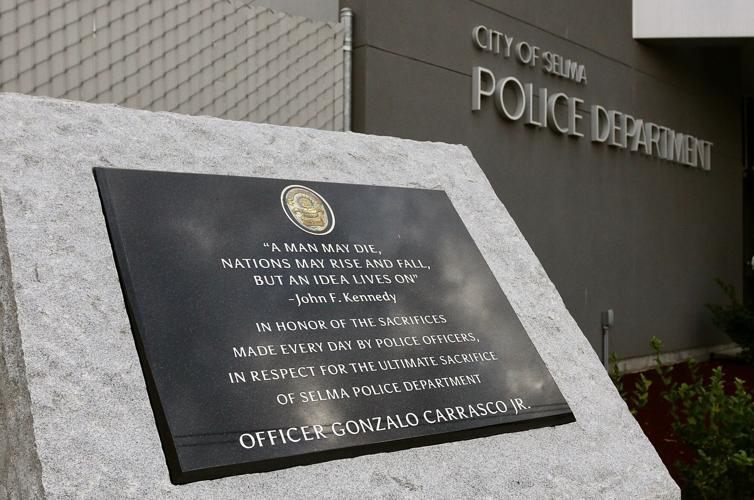 CITY OF SELMA
POLICE DEPARTMENT
“A MAN MAY DIE,
NATIONS MAY RISE AND FALL,
BUT AN IDEA LIVES ON”
-John F. Kennedy
IN HONOR OF THE SACRIFICES
MADE EVERY DAY BY POLICE OFFICERS,
IN RESPECT FOR THE ULTIMATE SACRIFICE
OF SELMA POLICE DEPARTMENT
OFFICER GONZALO CARRASCO JR.